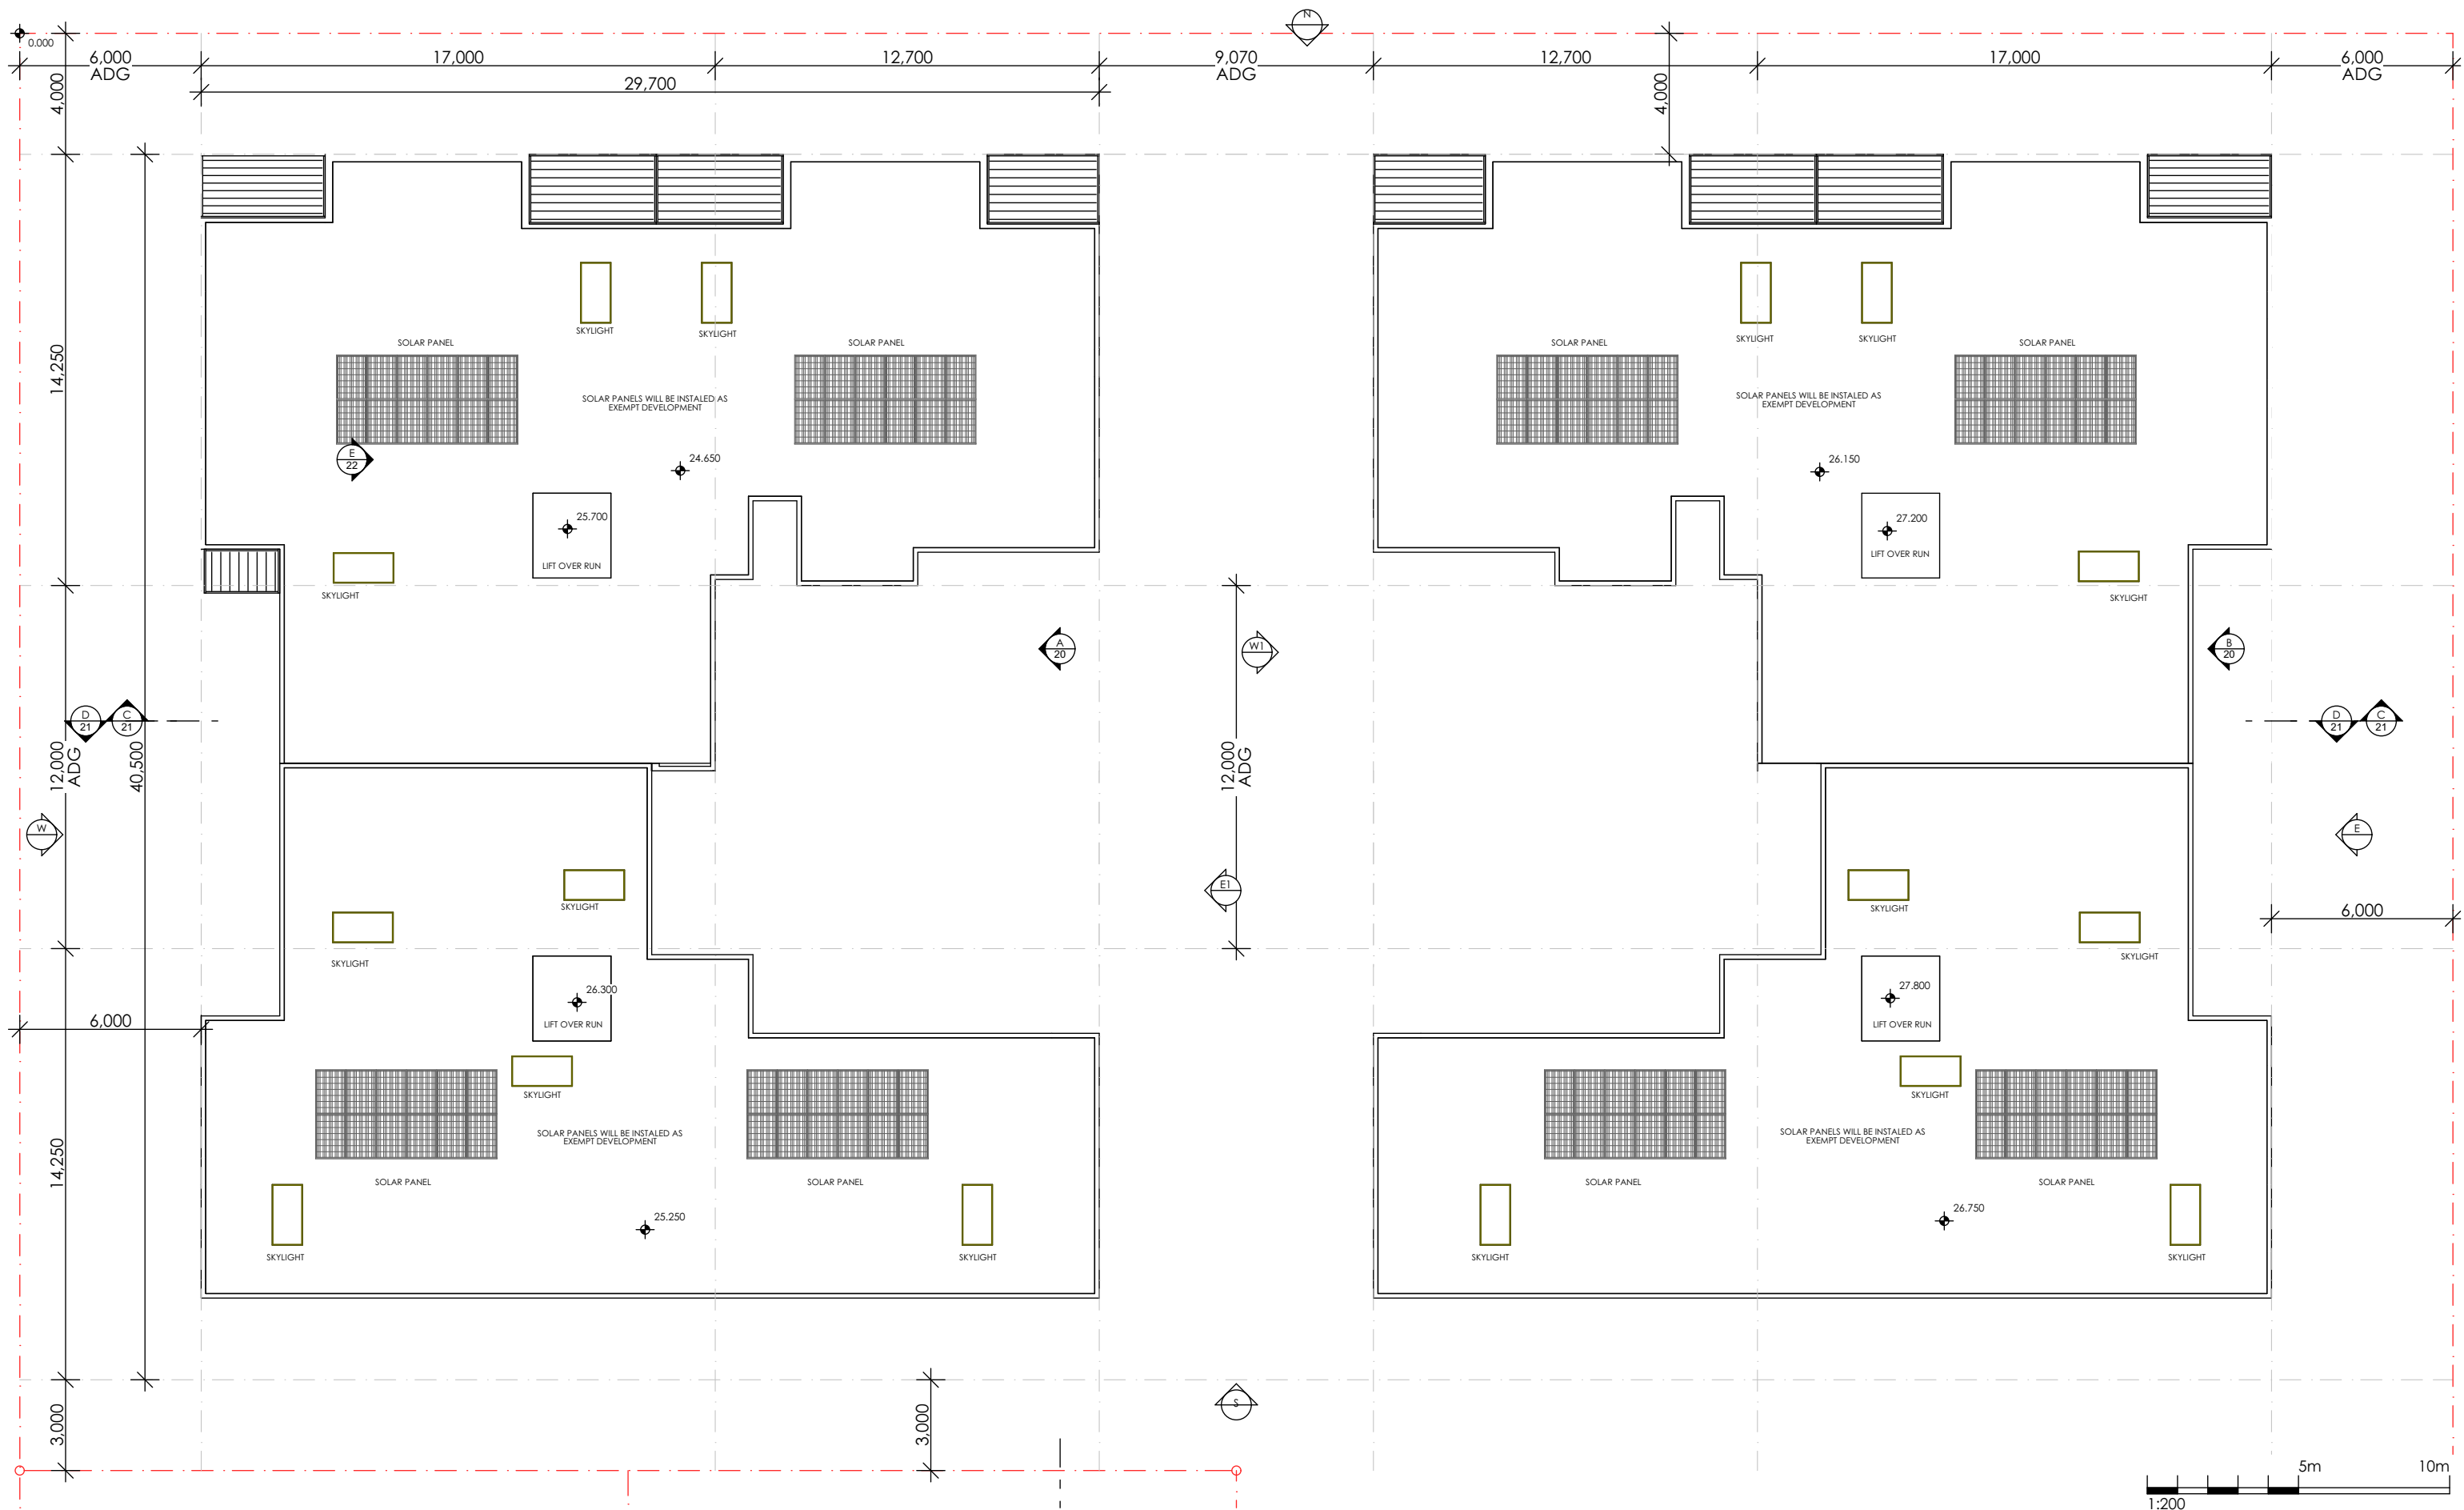 N
0.000
6,000
ADG
17,000
12,700
9,070
ADG
12,700
17,000
6,000
ADG
29,700
4,000
4,000
SKYLIGHT
SKYLIGHT
SKYLIGHT
SKYLIGHT
SOLAR PANEL
SOLAR PANEL
SOLAR PANEL
SOLAR PANEL
14,250
SOLAR PANELS WILL BE INSTALED AS
EXEMPT DEVELOPMENT
SOLAR PANELS WILL BE INSTALED AS
EXEMPT DEVELOPMENT
E
22
24.650
26.150
25.700
LIFT OVER RUN
27.200
LIFT OVER RUN
SKYLIGHT
SKYLIGHT
A
20
W1
B
20
D
21
C
21
D
21
C
21
12,000
ADG
40,500
12,000
ADG
W
E
E1
SKYLIGHT
SKYLIGHT
6,000
SKYLIGHT
SKYLIGHT
26.300
LIFT OVER RUN
27.800
LIFT OVER RUN
6,000
SKYLIGHT
SKYLIGHT
SOLAR PANELS WILL BE INSTALED AS
EXEMPT DEVELOPMENT
SOLAR PANELS WILL BE INSTALED AS
EXEMPT DEVELOPMENT
14,250
SOLAR PANEL
SOLAR PANEL
SOLAR PANEL
SOLAR PANEL
25.250
26.750
SKYLIGHT
SKYLIGHT
SKYLIGHT
SKYLIGHT
3,000
3,000
S
5m
10m
1:200